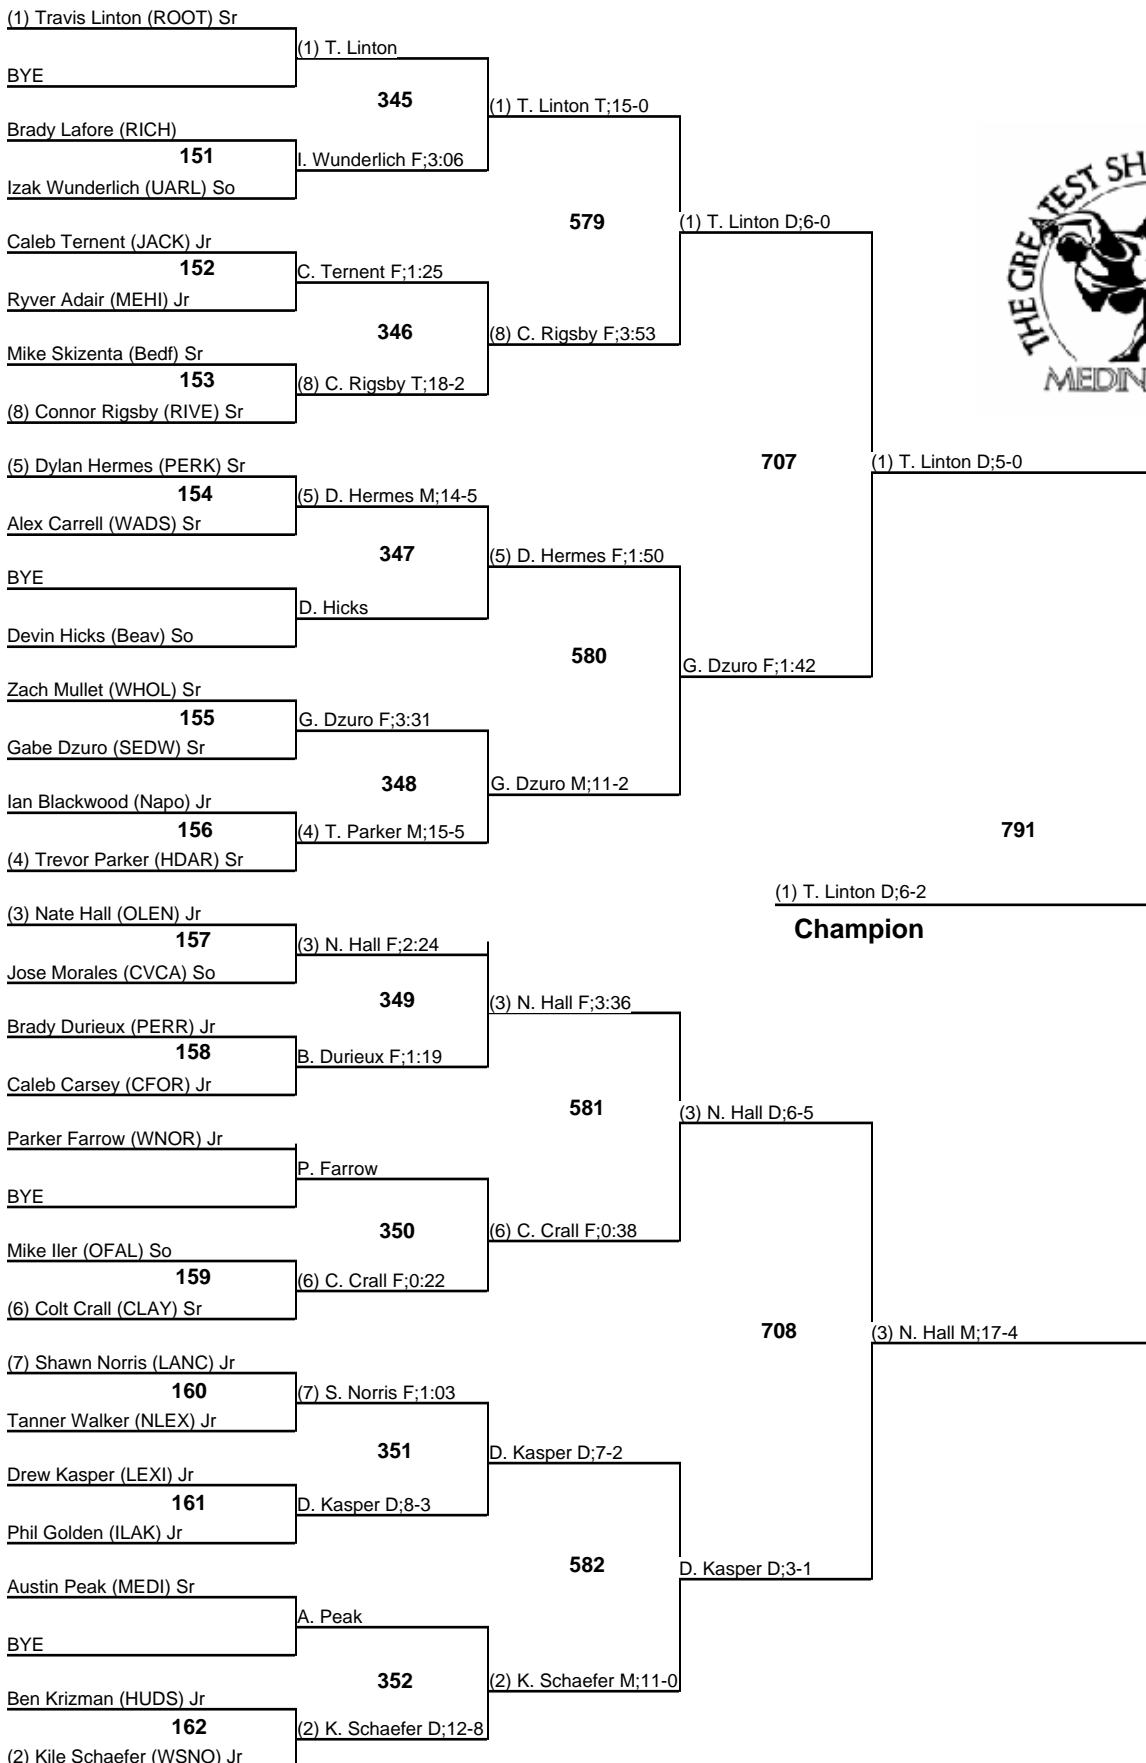 (1) Travis Linton (ROOT) Sr
(1) T. Linton
BYE
345
(1) T. Linton T;15-0
Brady Lafore (RICH)
151
I. Wunderlich F;3:06
Izak Wunderlich (UARL) So
579
(1) T. Linton D;6-0
Caleb Ternent (JACK) Jr
152
C. Ternent F;1:25
Ryver Adair (MEHI) Jr
346
(8) C. Rigsby F;3:53
Mike Skizenta (Bedf) Sr
153
(8) C. Rigsby T;18-2
(8) Connor Rigsby (RIVE) Sr
THE GREATEST SH
MEDIN
707
(1) T. Linton D;5-0
(5) Dylan Hermes (PERK) Sr
154
(5) D. Hermes M;14-5
Alex Carrell (WADS) Sr
347
(5) D. Hermes F;1:50
BYE
D. Hicks
Devin Hicks (Beav) So
580
G. Dzuro F;1:42
Zach Mullet (WHOL) Sr
155
G. Dzuro F;3:31
Gabe Dzuro (SEDW) Sr
348
G. Dzuro M;11-2
Ian Blackwood (Napo) Jr
156
(4) T. Parker M;15-5
(4) Trevor Parker (HDAR) Sr
791
(1) T. Linton D;6-2
Champion
(3) Nate Hall (OLEN) Jr
157
(3) N. Hall F;2:24
Jose Morales (CVCA) So
349
(3) N. Hall F;3:36
Brady Durieux (PERR) Jr
158
B. Durieux F;1:19
Caleb Carsey (CFOR) Jr
581
(3) N. Hall D;6-5
Parker Farrow (WNOR) Jr
P. Farrow
BYE
350
(6) C. Crall F;0:38
Mike Iler (OFAL) So
159
(6) C. Crall F;0:22
(6) Colt Crall (CLAY) Sr
708
(3) N. Hall M;17-4
(7) Shawn Norris (LANC) Jr
160
(7) S. Norris F;1:03
Tanner Walker (NLEX) Jr
351
D. Kasper D;7-2
Drew Kasper (LEXI) Jr
161
D. Kasper D;8-3
Phil Golden (ILAK) Jr
582
D. Kasper D;3-1
Austin Peak (MEDI) Sr
A. Peak
BYE
352
(2) K. Schaefer M;11-0
Ben Krizman (HUDS) Jr
162
(2) K. Schaefer D;12-8
(2) Kile Schaefer (WSNO) Jr